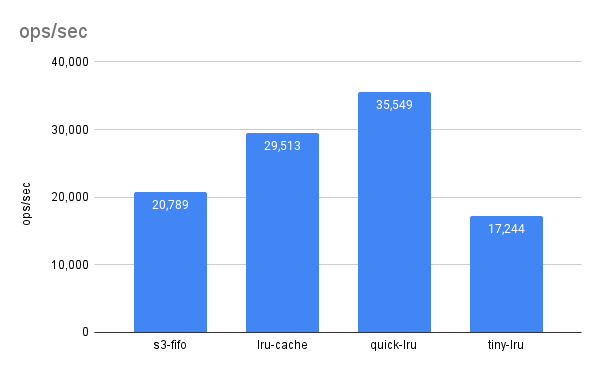 ops/sec
40,000
30,000
20,000
10,000
0
ops/sec
20,789
29,513
35,549
17,244
s3-fifo
lru-cache
quick-lru
tiny-lru